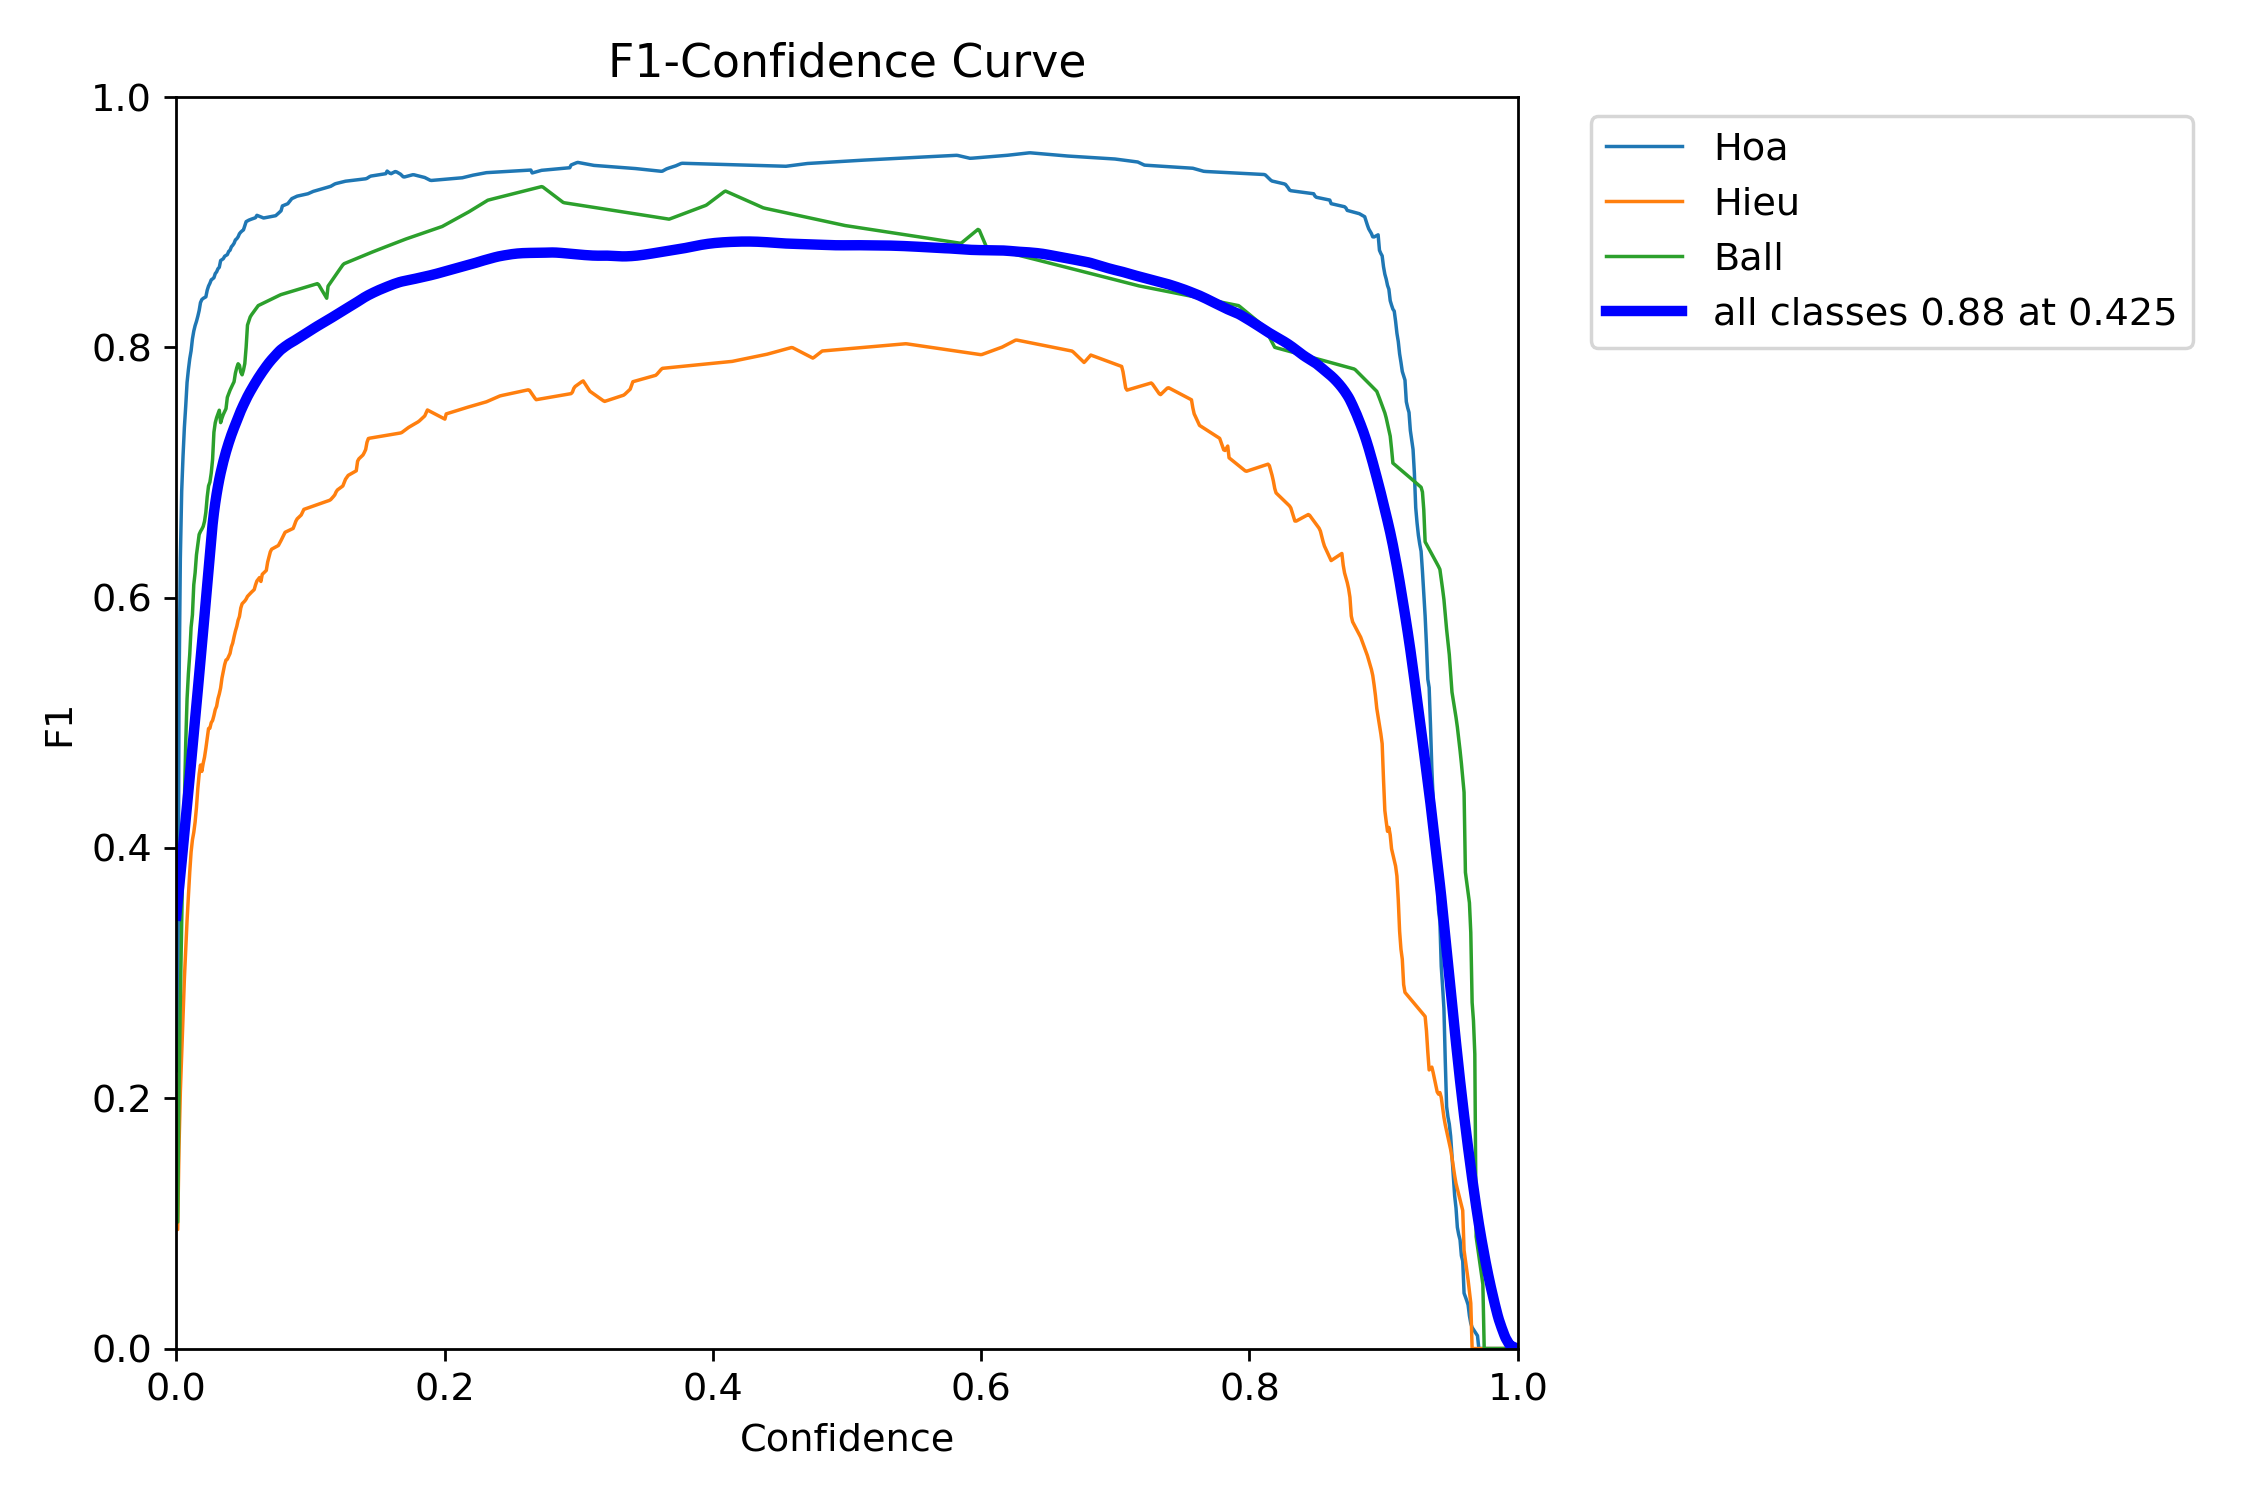 F1-Confidence Curve
1.0
0.8
0.6
0.4
0.2
0.0
F1
0.0 0.2 0.4 0.6 0.8 1.0
Confidence
Hoa
Hieu
Ball
all classes 0.88 at 0.425